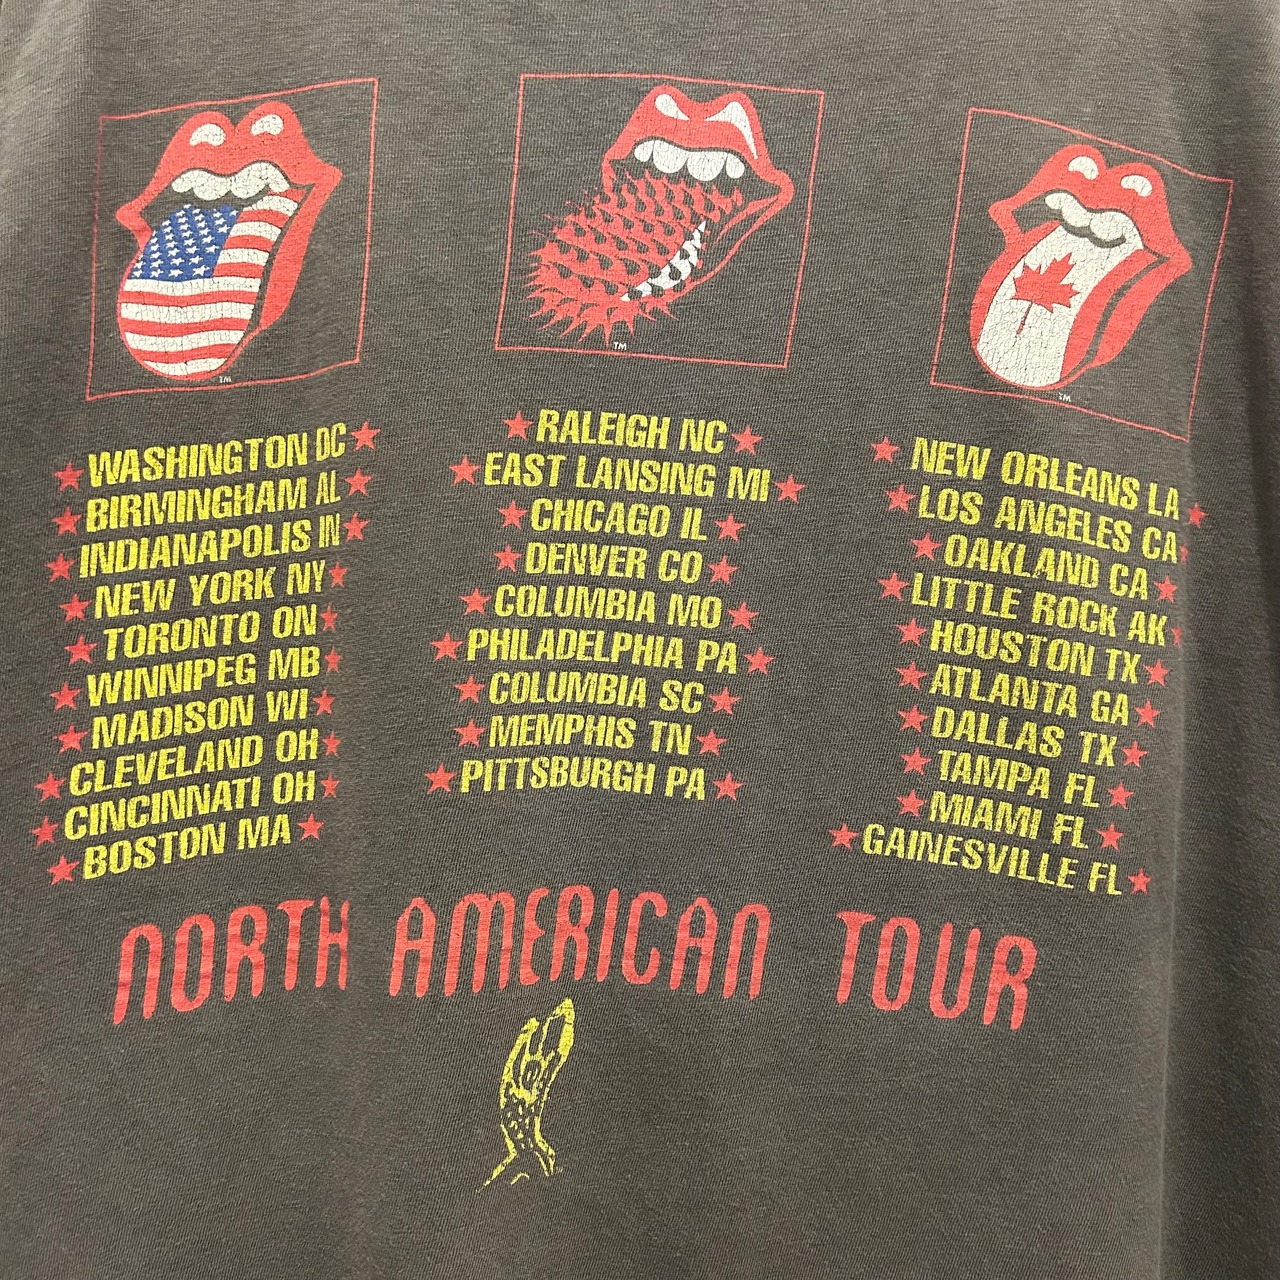 TM
TM
TM
WASHINGTON DC
BIRMINGHAM AL
INDIANAPOLIS IN
NEW YORK NY
TORONTO ON
WINNIPEG MB
MADISON WI
CLEVELAND OH
CINCINNATI OH
BOSTON MA
RALEIGH NC
EAST LANSING MI
CHICAGO IL
DENVER CO
COLUMBIA MO
PHILADELPHIA PA
COLUMBIA SC
MEMPHIS TN
PITTSBURGH PA
NEW ORLEANS LA
LOS ANGELES CA
OAKLAND CA
LITTLE ROCK AK
HOUSTON TX
ATLANTA GA
DALLAS TX
TAMPA FL
MIAMI FL
GAINESVILLE FL
NORTH AMERICAN TOUR